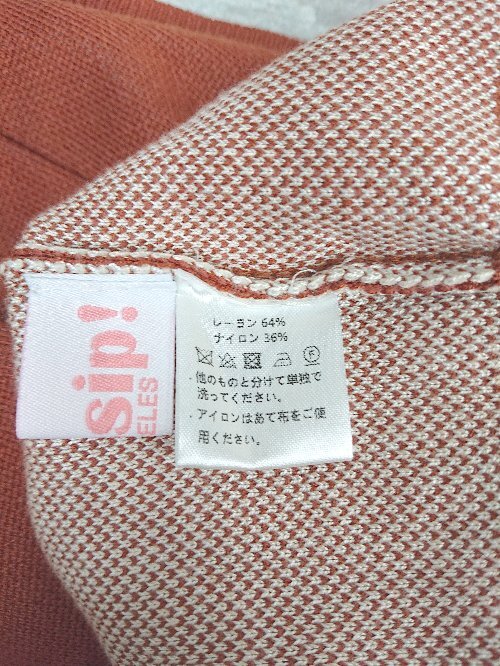 sip!
ELES
レーヨン 64%
ナイロン 36%
・他のものと分けて単独で
洗ってください。
・アイロンはあて布をご使
用ください。